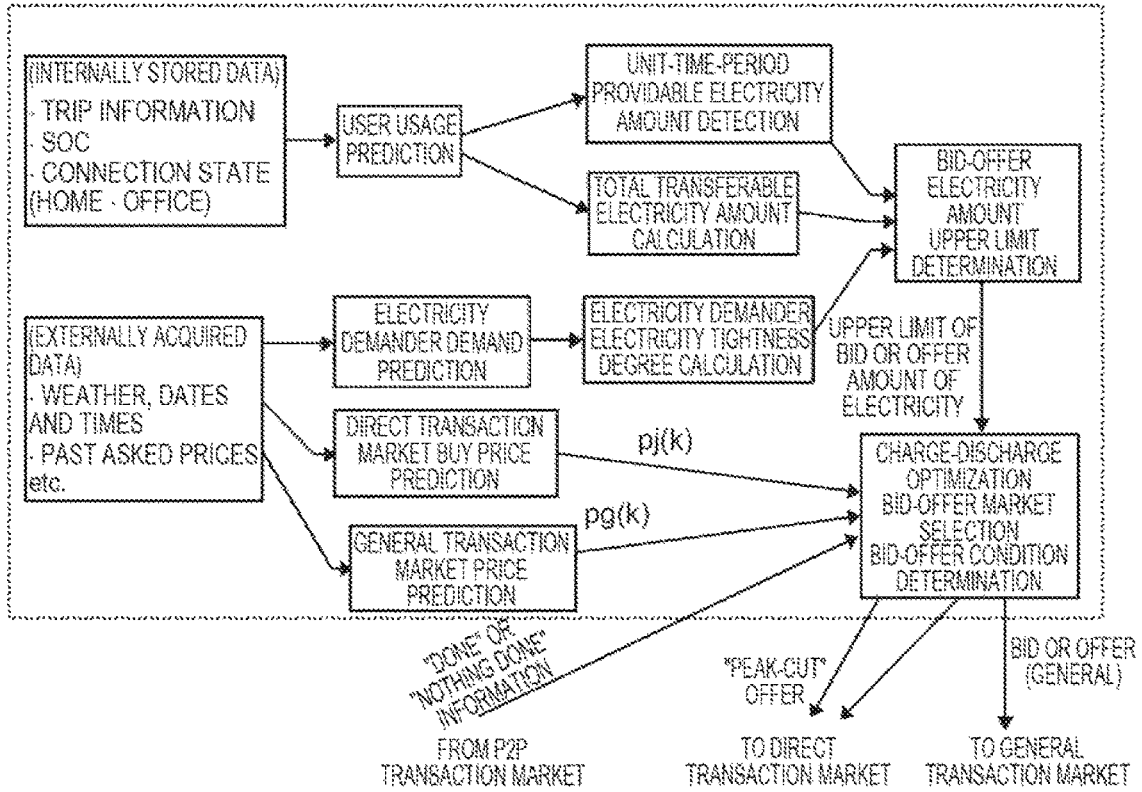 (INTERNALLY STORED DATA)
· TRIP INFORMATION
· SOC
· CONNECTION STATE
(HOME · OFFICE)
USER USAGE
PREDICTION
UNIT-TIME-PERIOD
PROVIDABLE ELECTRICITY
AMOUNT DETECTION
TOTAL TRANSFERABLE
ELECTRICITY AMOUNT
CALCULATION
BID-OFFER
ELECTRICITY
AMOUNT
UPPER LIMIT
DETERMINATION
(EXTERNALLY ACQUIRED
DATA)
· WEATHER, DATES
AND TIMES
· PAST ASKED PRICES
etc.
ELECTRICITY
DEMANDER DEMAND
PREDICTION
ELECTRICITY DEMANDER
ELECTRICITY TIGHTNESS
DEGREE CALCULATION
UPPER LIMIT OF
BID OR OFFER
AMOUNT OF
ELECTRICITY
DIRECT TRANSACTION
MARKET BUY PRICE
PREDICTION
pj(k)
GENERAL TRANSACTION
MARKET PRICE
PREDICTION
pg(k)
CHARGE-DISCHARGE
OPTIMIZATION
BID-OFFER MARKET
SELECTION
BID-OFFER CONDITION
DETERMINATION
"DONE" OR
"NOTHING DONE"
INFORMATION
FROM P2P
TRANSACTION MARKET
"PEAK-CUT"
OFFER
TO DIRECT
TRANSACTION MARKET
BID OR OFFER
(GENERAL)
TO GENERAL
TRANSACTION MARKET